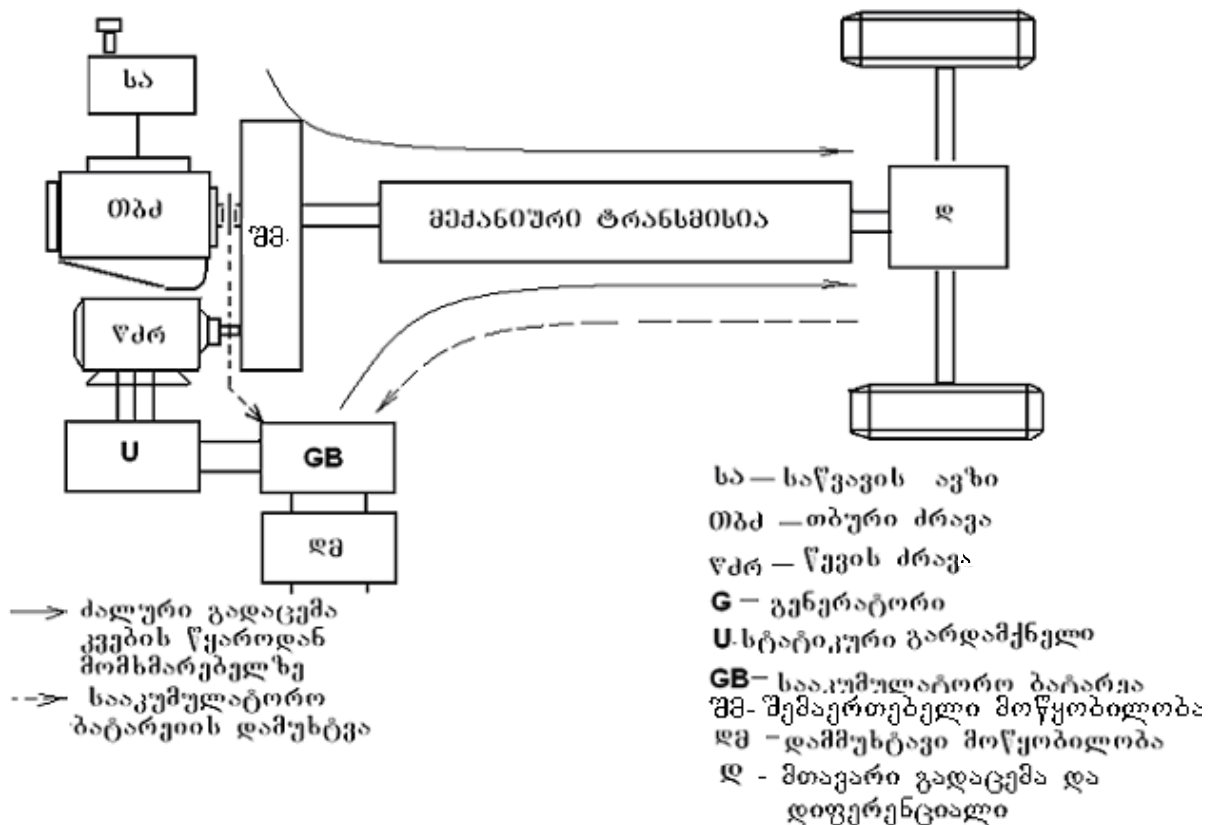 სა
თბძ
შმ.
მექანიური ტრანსმისია
დ
წძრ
U
GB
დმ
სა — საწვავის ავზი
თბძ — თბური ძრავა
წძრ — წევის ძრავა
G — გენერატორი
U-სტატიკური გარდამქნელი
GB — სააკუმულატორო ბატარეა
შმ- შემაერთებელი მოწყობილობა
დმ - დამმუხტავი მოწყობილობა
დ - მთავარი გადაცემა და
დიფერენციალი
ძალური გადაცემა
კვების წყაროდან
მომხმარებელზე
სააკუმულატორო
ბატარეიის დამუხტვა